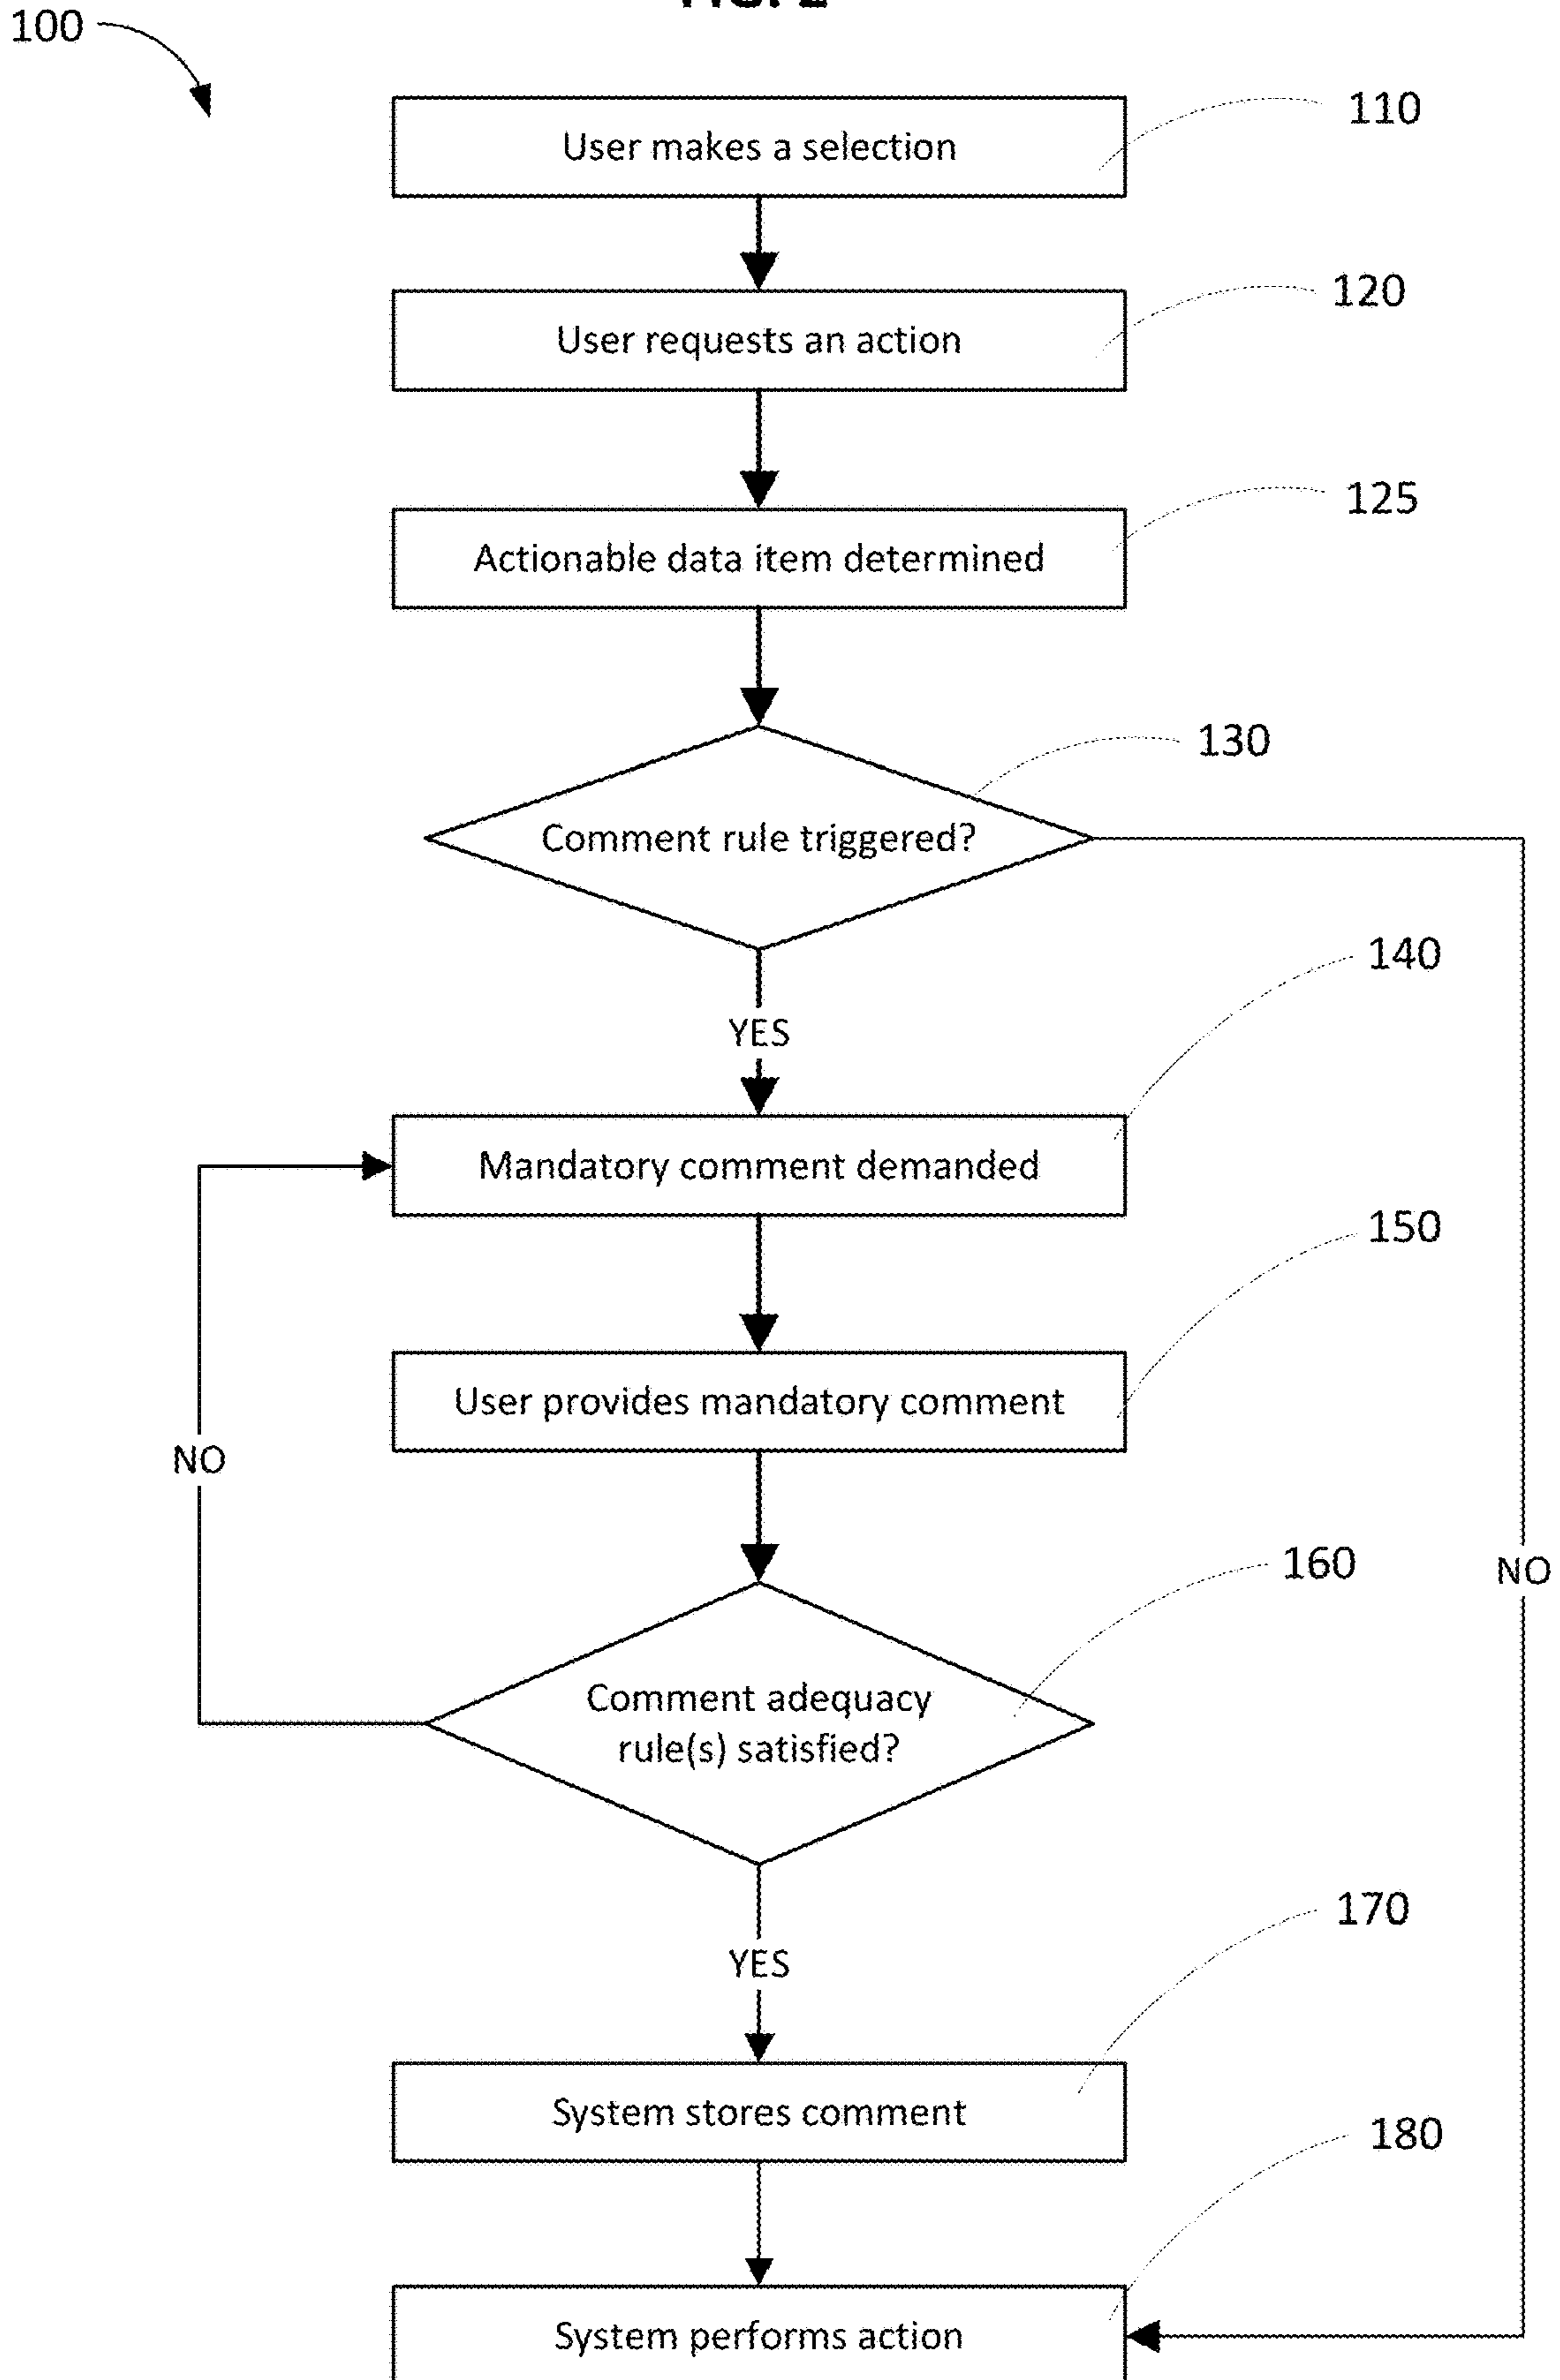 100
User makes a selection
110
User requests an action
120
Actionable data item determined
125
Comment rule triggered?
130
YES
140
Mandatory comment demanded
150
User provides mandatory comment
NO
160
NO
Comment adequacy
rule(s) satisfied?
170
YES
System stores comment
180
System performs action